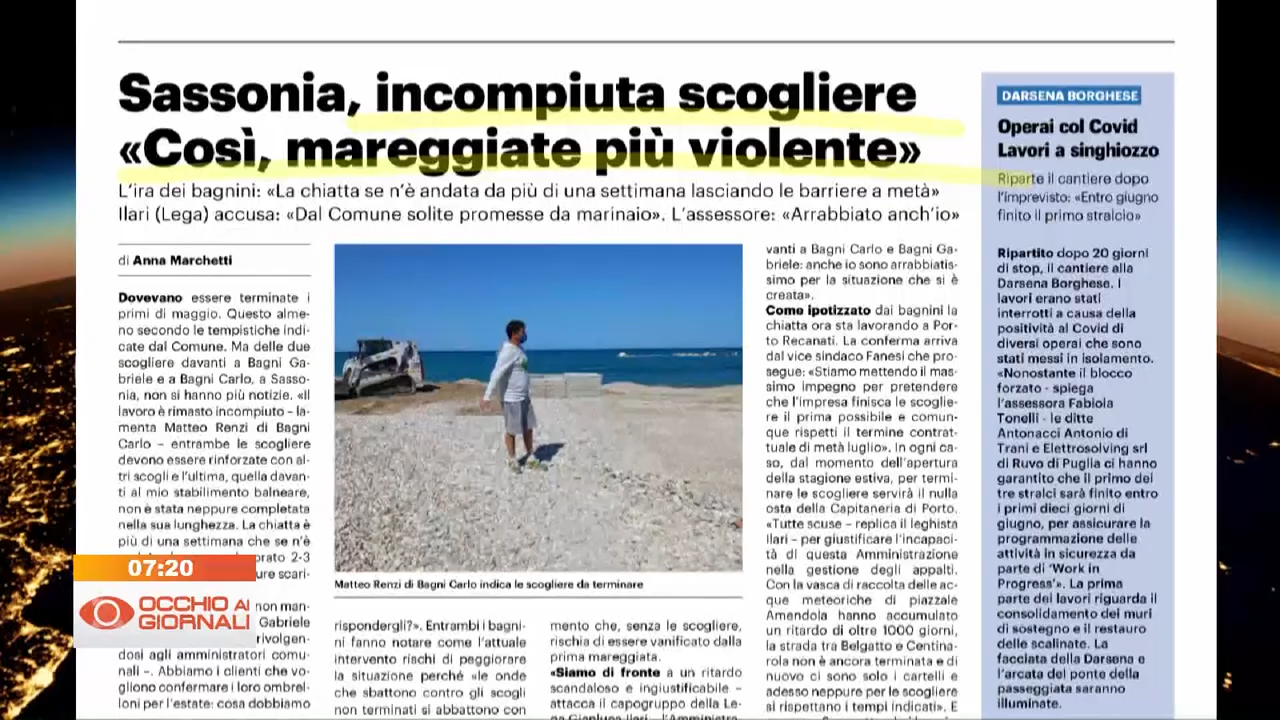 Sassonia, incompiuta scogliere
«Così, mareggiate più violente»
L'ira dei bagnini: «La chiatta se n'è andata da più di una settimana lasciando le barriere a metà»
Ilari (Lega) accusa: «Dal Comune solite promesse da marinaio». L'assessore: «Arrabbiato anch'io»
di Anna Marchetti
Dovevano essere terminate i
primi di maggio. Questo alme-
no secondo le tempistiche indi-
cate dal Comune. Ma delle due
scogliere davanti a Bagni Ga-
briele e a Bagni Carlo, a Sasso-
nia, non si hanno più notizie. «Il
lavoro è rimasto incompiuto – la-
menta Matteo Renzi di Bagni
Carlo – entrambe le scogliere
devono essere rinforzate con al-
tri scogli e l'ultima, quella davan-
ti al mio stabilimento balneare,
non è stata neppure completata
nella sua lunghezza. La chiatta è
più di una settimana che se n'è
orato 2-3
ure scari-
non man-
Gabriele
rivolgen-
dosi agli amministratori comu-
nali –. Abbiamo i clienti che vo-
gliono confermare i loro ombrel-
loni per l'estate: cosa dobbiamo
Matteo Renzi di Bagni Carlo indica le scogliere da terminare
rispondergli?». Entrambi i bagni-
ni fanno notare come l'attuale
intervento rischi di peggiorare
la situazione perché «le onde
che sbattono contro gli scogli
non terminati si abbattono con
mento che, senza le scogliere,
rischia di essere vanificato dalla
prima mareggiata.
«Siamo di fronte a un ritardo
scandaloso e ingiustificabile –
attacca il capogruppo della Le-
ga Gianluca Ilari – l'Amministra-
vanti a Bagni Carlo e Bagni Ga-
briele: anche io sono arrabbiatis-
simo per la situazione che si è
creata».
Come ipotizzato dai bagnini la
chiatta ora sta lavorando a Por-
to Recanati. La conferma arriva
dal vice sindaco Fanesi che pro-
segue: «Stiamo mettendo il mas-
simo impegno per pretendere
che l'impresa finisca le scoglie-
re il prima possibile e comun-
que rispetti il termine contrat-
tuale di metà luglio». In ogni ca-
so, dal momento dell'apertura
della stagione estiva, per termi-
nare le scogliere servirà il nulla
osta della Capitaneria di Porto.
«Tutte scuse – replica il leghista
Ilari – per giustificare l'incapaci-
tà di questa Amministrazione
nella gestione degli appalti.
Con la vasca di raccolta delle ac-
que meteoriche di piazzale
Amendola hanno accumulato
un ritardo di oltre 1000 giorni,
la strada tra Belgatto e Centina-
rola non è ancora terminata e di
nuovo ci sono solo i cartelli e
adesso neppure per le scogliere
si rispettano i tempi indicati». E
DARSENA BORGHESE
Operai col Covid
Lavori a singhiozzo
Riparte il cantiere dopo
l'imprevisto: «Entro giugno
finito il primo stralcio»
Ripartito dopo 20 giorni
di stop, il cantiere alla
Darsena Borghese. I
lavori erano stati
interrotti a causa della
positività al Covid di
diversi operai che sono
stati messi in isolamento.
«Nonostante il blocco
forzato - spiega
l'assessora Fabiola
Tonelli - le ditte
Antonacci Antonio di
Trani e Elettrosolving srl
di Ruvo di Puglia ci hanno
garantito che il primo dei
tre stralci sarà finito entro
i primi dieci giorni di
giugno, per assicurare la
programmazione delle
attività in sicurezza da
parte di 'Work in
Progress'». La prima
parte dei lavori riguarda il
consolidamento dei muri
di sostegno e il restauro
delle scalinate. La
facciata della Darsena e
l'arcata del ponte della
passeggiata saranno
illuminate.
07:20
OCCHIO AI
GIORNALI